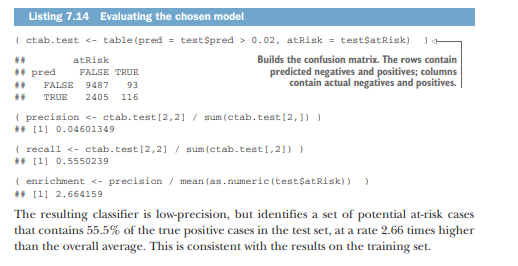 Listing 7.14 Evaluating the chosen model
( ctab.test <- table(pred = test$pred > 0.02, atRisk = test$atRisk) )
## atRisk
## pred FALSE TRUE
## FALSE 9487 93
## TRUE 2405 116
Builds the confusion matrix. The rows contain
predicted negatives and positives; columns
contain actual negatives and positives.
( precision <- ctab.test[2,2] / sum(ctab.test[2,]) )
## [1] 0.04601349
( recall <- ctab.test[2,2] / sum(ctab.test[,2]) )
## [1] 0.5550239
( enrichment <- precision / mean(as.numeric(test$atRisk)) )
## [1] 2.664159
The resulting classifier is low-precision, but identifies a set of potential at-risk cases
that contains 55.5% of the true positive cases in the test set, at a rate 2.66 times higher
than the overall average. This is consistent with the results on the training set.